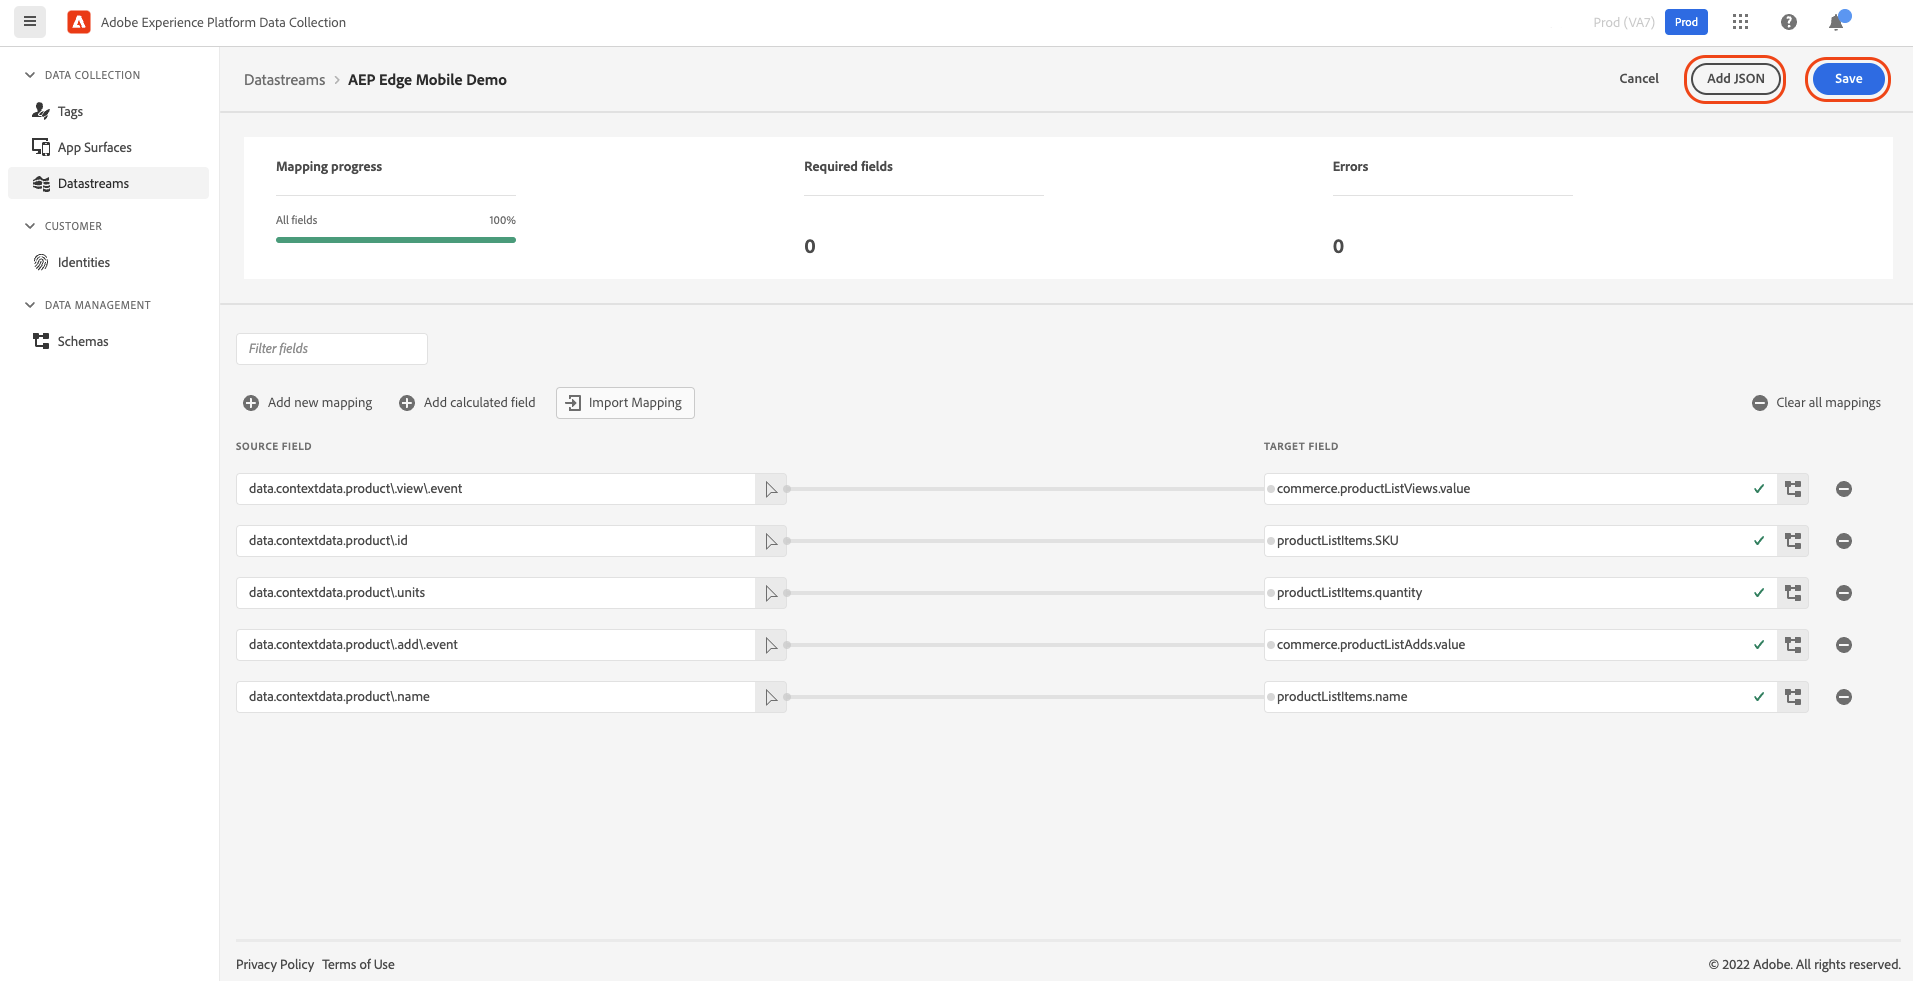 Adobe Experience Platform Data Collection
Prod (VA7)
Prod
DATA COLLECTION
Tags
App Surfaces
Datastreams
CUSTOMER
Identities
DATA MANAGEMENT
Schemas
Datastreams > AEP Edge Mobile Demo
Cancel
Add JSON
Save
Mapping progress
All fields 100%
Required fields
0
Errors
0
Filter fields
Add new mapping
Add calculated field
Import Mapping
Clear all mappings
SOURCE FIELD
TARGET FIELD
data.contextdata.product\.view\.event
commerce.productListViews.value
data.contextdata.product\.id
productListItems.SKU
data.contextdata.product\.units
productListItems.quantity
data.contextdata.product\.add\.event
commerce.productListAdds.value
data.contextdata.product\.name
productListItems.name
Privacy Policy Terms of Use
© 2022 Adobe. All rights reserved.